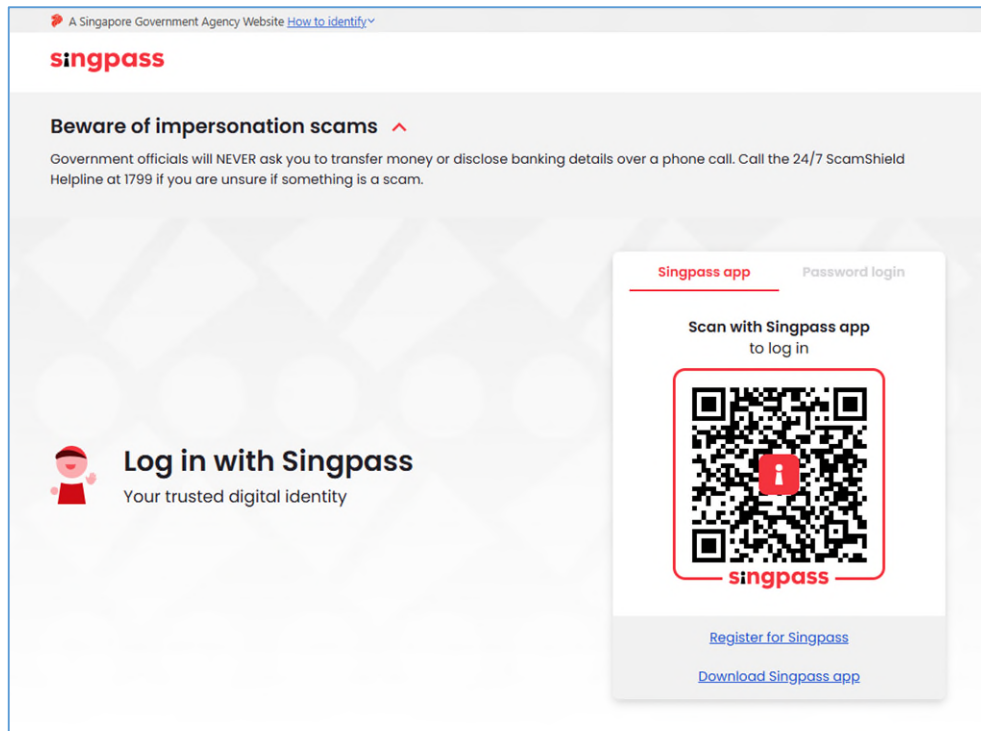 A Singapore Government Agency Website How to identify
singpass
Beware of impersonation scams
Government officials will NEVER ask you to transfer money or disclose banking details over a phone call. Call the 24/7 ScamShield
Helpline at 1799 if you are unsure if something is a scam.
Singpass app Password login
Scan with Singpass app
to log in
Log in with Singpass
Your trusted digital identity
singpass
Register for Singpass
Download Singpass app